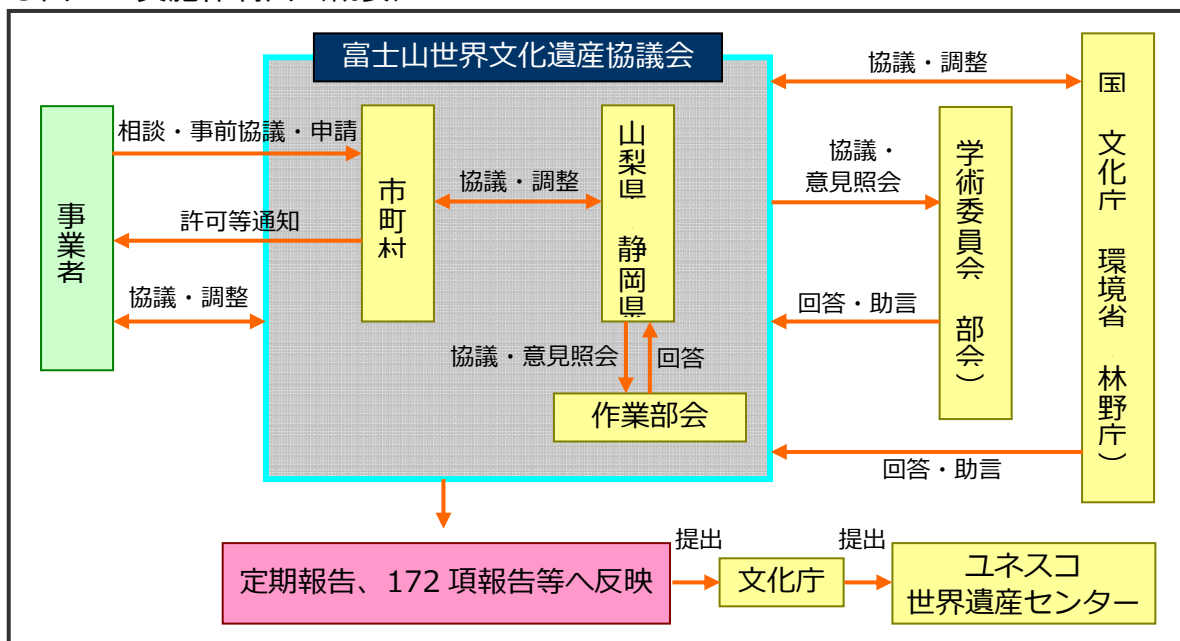 富士山世界文化遺産協議会
協議・調整
国 文化庁 環境省 林野庁）
相談・事前協議・申請
市町村
山梨県 静岡県
学術委員会 部会）
協議・
意見照会
協議・調整
事業者
許可等通知
協議・調整
回答・助言
協議・意見照会
回答
作業部会
回答・助言
定期報告、172 項報告等へ反映
提出
文化庁
提出
ユネスコ
世界遺産センター